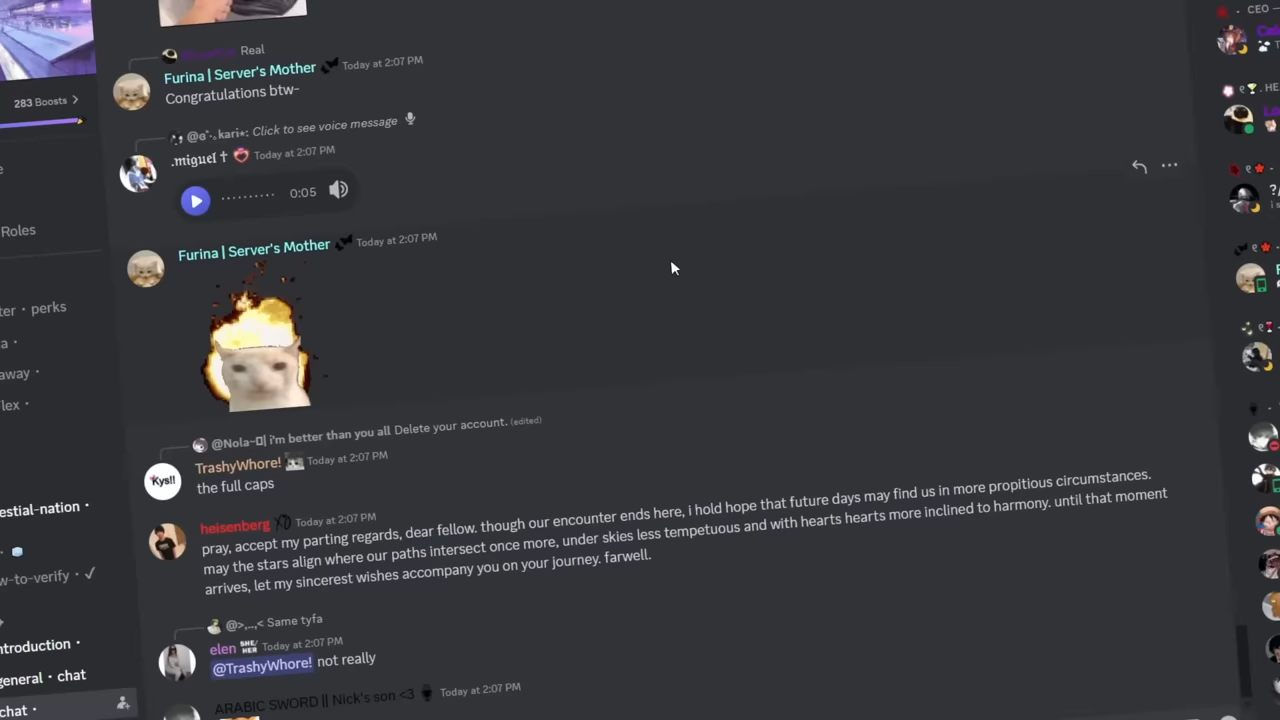 CEO —
Real
Furina | Server's Mother Today at 2:07 PM
Congratulations btw-
283 Boosts
. HE
kari⋆: Click to see voice message
.miguel † Today at 2:07 PM
0:05
?/
Roles
Furina | Server's Mother Today at 2:07 PM
ter • perks
a •
away •
lex •
@Nola~ | i'm better than you all Delete your account. (edited)
TrashyWhore! Today at 2:07 PM
Kys!!
the full caps
estial-nation •
heisenberg Today at 2:07 PM
pray, accept my parting regards, dear fellow. though our encounter ends here, i hold hope that future days may find us in more propitious circumstances.
may the stars align where our paths intersect once more, under skies less tempetuous and with hearts hearts more inclined to harmony. until that moment
arrives, let my sincerest wishes accompany you on your journey. farwell.
w-to-verify ✓
@>,..,< Same tyfa
elen SHE/HER Today at 2:07 PM
@TrashyWhore! not really
ntroduction •
general • chat
chat •
ARABIC SWORD || Nick's son <3 Today at 2:07 PM